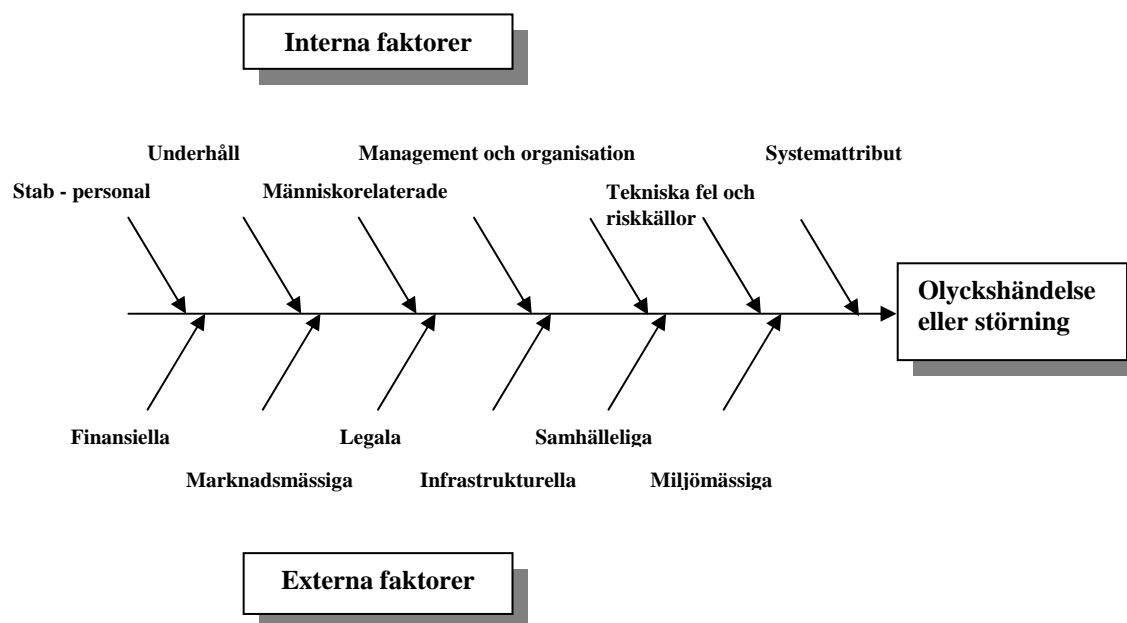 Interna faktorer
Underhåll
Management och organisation
Systemattribut
Stab - personal
Människorelaterade
Tekniska fel och
riskkällor
Olyckshändelse
eller störning
Finansiella
Legala
Samhälleliga
Marknadsmässiga
Infrastrukturella
Miljömässiga
Externa faktorer